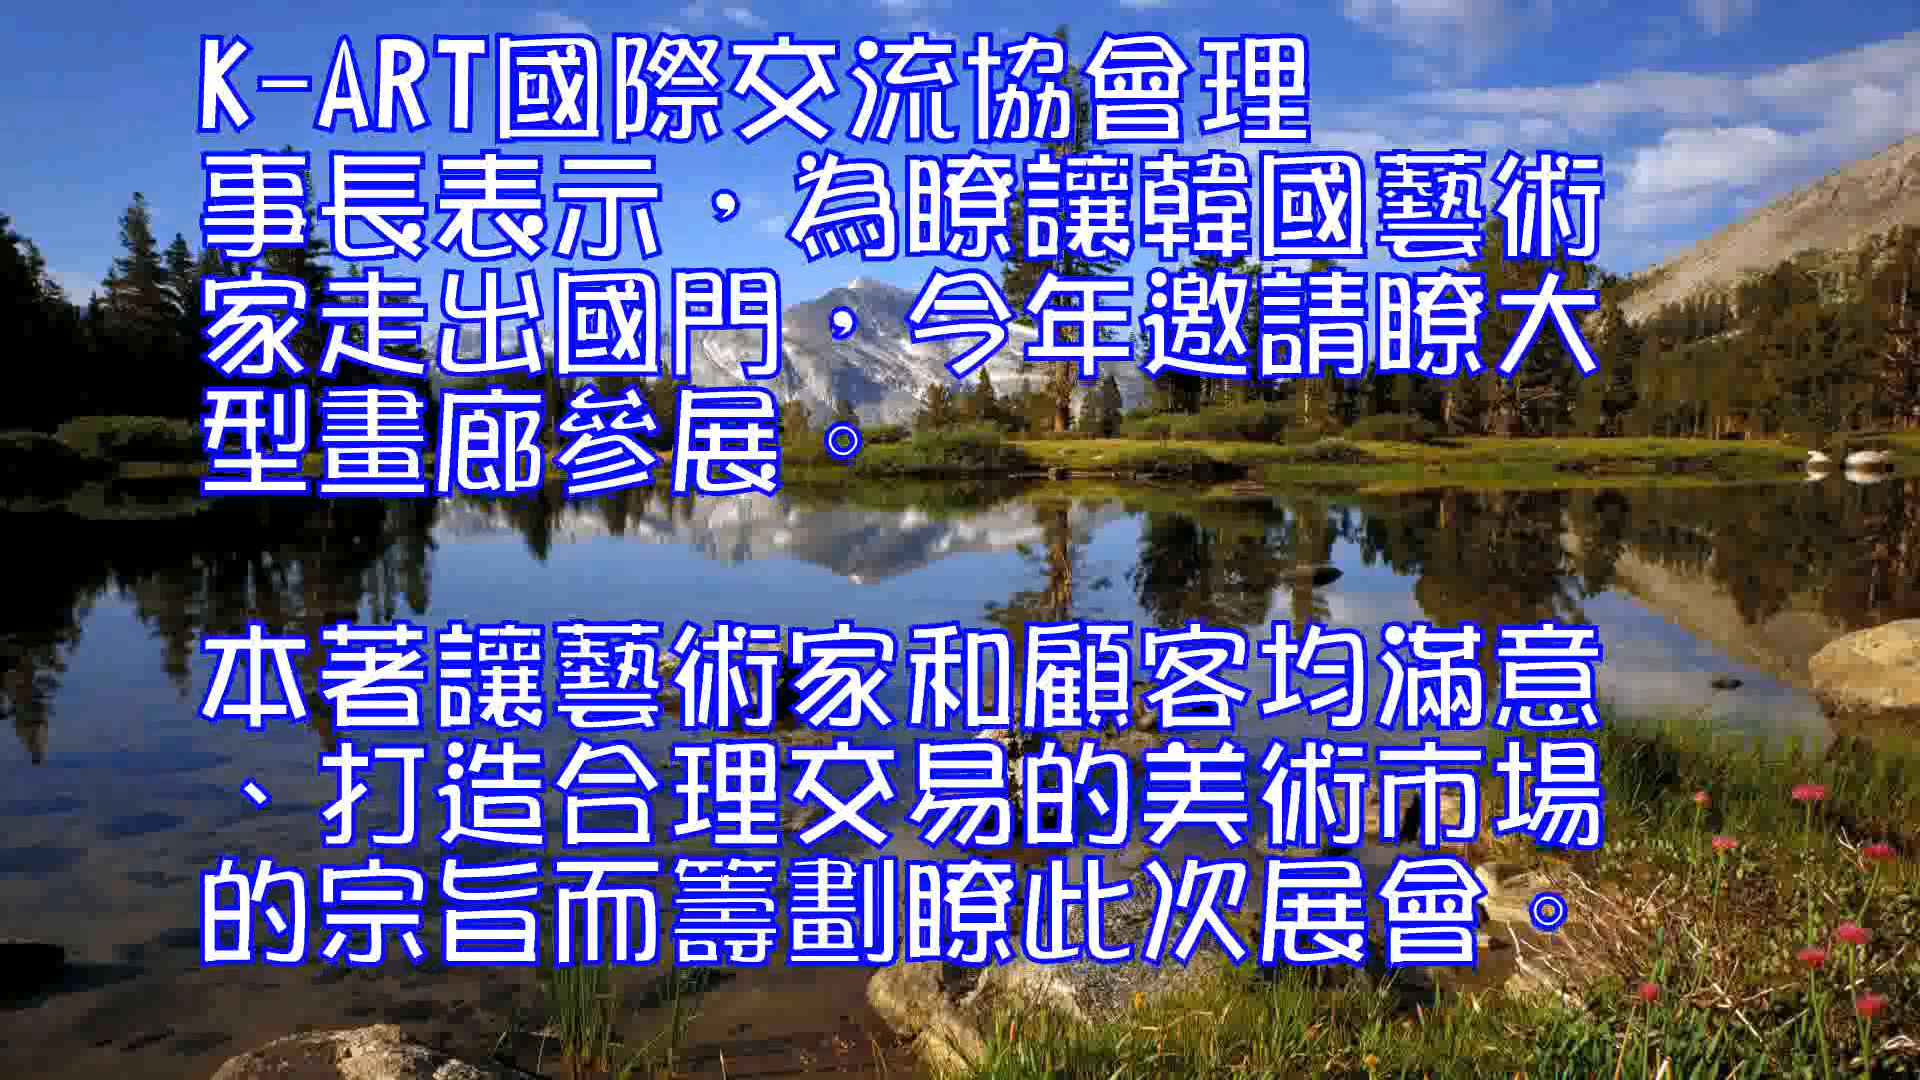 K-ART國際交流協會理
事長表示，為瞭讓韓國藝術
家走出國門，今年邀請瞭大
型畫廊參展。
本著讓藝術家和顧客均滿意
、打造合理交易的美術市場
的宗旨而籌劃瞭此次展會。